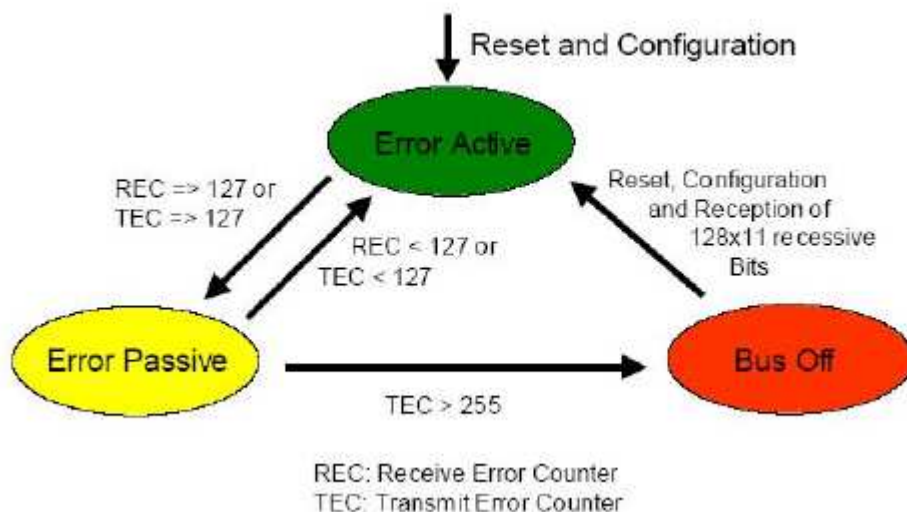 Reset and Configuration
Error Active
REC => 127 or
TEC => 127
REC < 127 or
TEC < 127
Reset, Configuration
and Reception of
128x11 recessive
Bits
Error Passive
Bus Off
TEC > 255
REC: Receive Error Counter
TEC: Transmit Error Counter